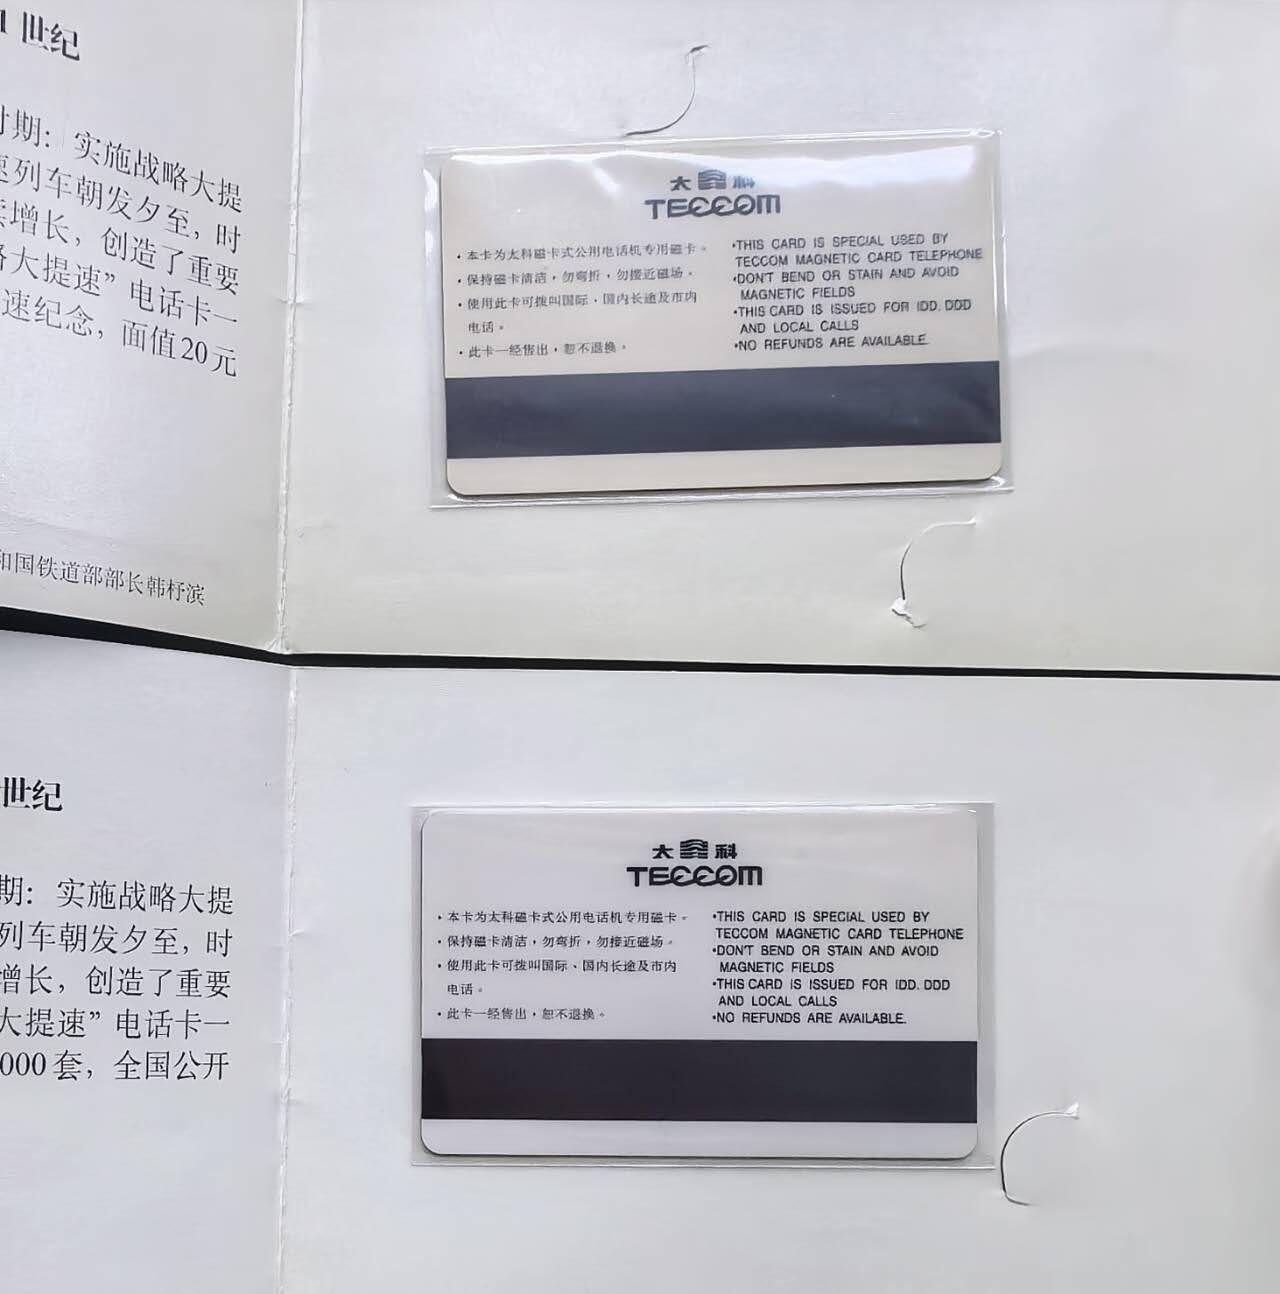 1 世纪
时期：实施战略大提
速列车朝发夕至，时
增长，创造了重要
大提速”电话卡一
速纪念，面值20元
和国铁道部部长韩杼滨
太 科
TECCOM
·本卡为太科磁卡式公用电话机专用磁卡。
·保持磁卡清洁，勿弯折，勿接近磁场。
·使用此卡可拨叫国际、国内长途及市内
电话。
·此卡一经售出，恕不退换。
·THIS CARD IS SPECIAL USED BY
TECCOM MAGNETIC CARD TELEPHONE
·DON'T BEND OR STAIN AND AVOID
MAGNETIC FIELDS
·THIS CARD IS ISSUED FOR IDD. DDD
AND LOCAL CALLS
·NO REFUNDS ARE AVAILABLE.
世纪
期：实施战略大提
列车朝发夕至，时
增长，创造了重要
大提速”电话卡一
000套，全国公开
太 科
TECCOM
·本卡为太科磁卡式公用电话机专用磁卡。
·保持磁卡清洁，勿弯折，勿接近磁场。
·使用此卡可拨叫国际、国内长途及市内
电话。
·此卡一经售出，恕不退换。
·THIS CARD IS SPECIAL USED BY
TECCOM MAGNETIC CARD TELEPHONE
·DON'T BEND OR STAIN AND AVOID
MAGNETIC FIELDS
·THIS CARD IS ISSUED FOR IDD. DDD
AND LOCAL CALLS
·NO REFUNDS ARE AVAILABLE.